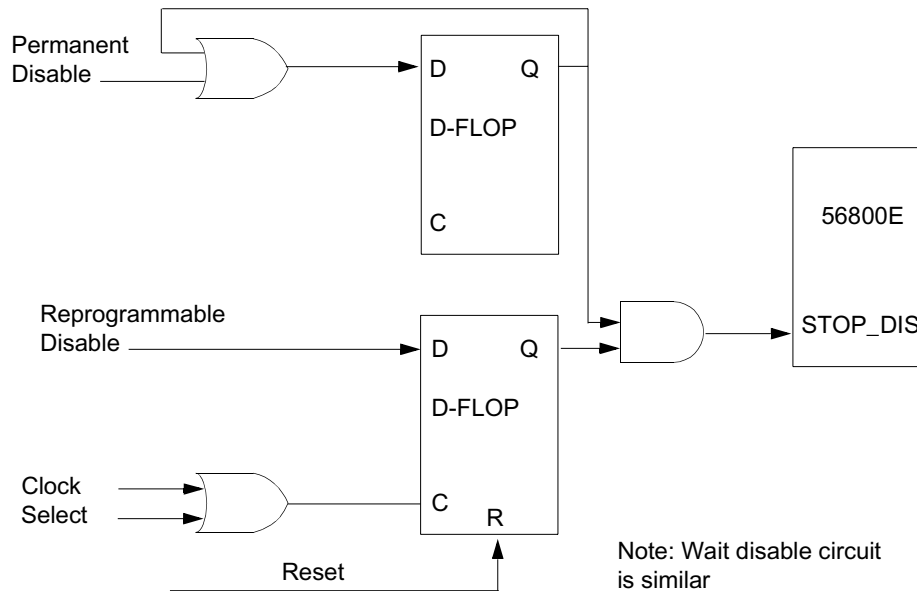 Permanent
Disable
D Q
D-FLOP
C
56800E
STOP_DIS
Reprogrammable
Disable
D Q
D-FLOP
Clock
Select
C
R
Reset
Note: Wait disable circuit
is similar